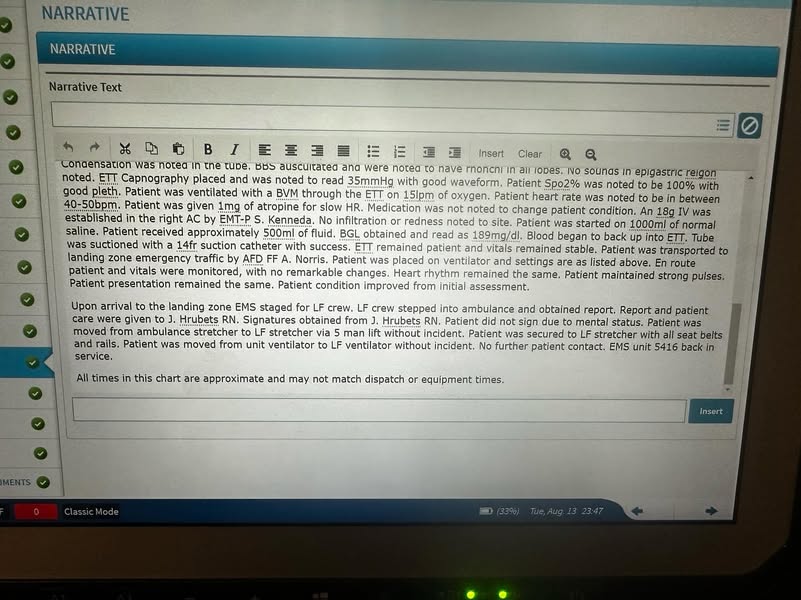 NARRATIVE
NARRATIVE
Narrative Text
B I Insert Clear
Condensation was noted in the tube. BBS auscultated and were noted to have rhonchi in all lobes. No sounds in epigastric reigon
noted. ETT Capnography placed and was noted to read 35mmHg with good waveform. Patient Spo2% was noted to be 100% with
good pleth. Patient was ventilated with a BVM through the ETT on 15lpm of oxygen. Patient heart rate was noted to be in between
40-50bpm. Patient was given 1mg of atropine for slow HR. Medication was not noted to change patient condition. An 18g IV was
established in the right AC by EMT-P S. Kenneda. No infiltration or redness noted to site. Patient was started on 1000ml of normal
saline. Patient received approximately 500ml of fluid. BGL obtained and read as 189mg/dl. Blood began to back up into ETT. Tube
was suctioned with a 14fr suction catheter with success. ETT remained patient and vitals remained stable. Patient was transported to
landing zone emergency traffic by AFD FF A. Norris. Patient was placed on ventilator and settings are as listed above. En route
patient and vitals were monitored, with no remarkable changes. Heart rhythm remained the same. Patient maintained strong pulses.
Patient presentation remained the same. Patient condition improved from initial assessment.
Upon arrival to the landing zone EMS staged for LF crew. LF crew stepped into ambulance and obtained report. Report and patient
care were given to J. Hrubets RN. Signatures obtained from J. Hrubets RN. Patient did not sign due to mental status. Patient was
moved from ambulance stretcher to LF stretcher via 5 man lift without incident. Patient was secured to LF stretcher with all seat belts
and rails. Patient was moved from unit ventilator to LF ventilator without incident. No further patient contact. EMS unit 5416 back in
service.
All times in this chart are approximate and may not match dispatch or equipment times.
Insert
MENTS
F 0 Classic Mode (33%) Tue, Aug. 13 23:47